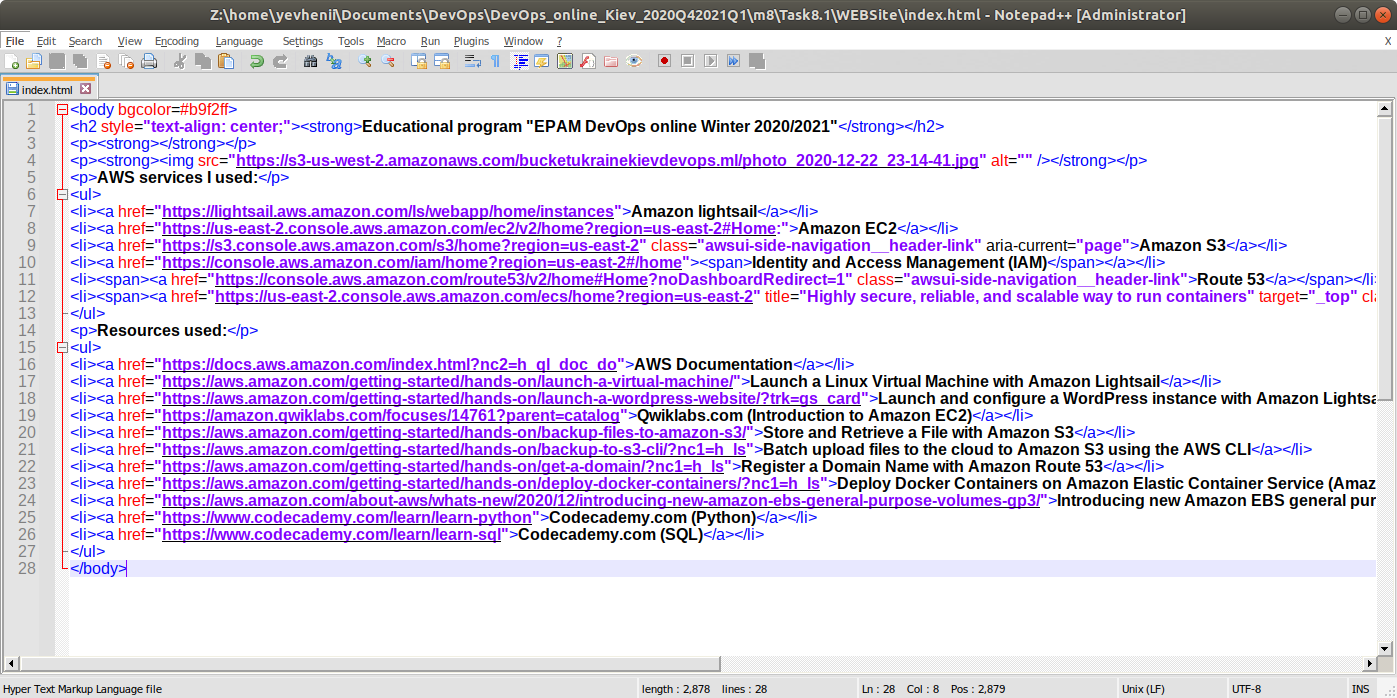 Z:\home\yevhenii\Documents\DevOps\DevOps_online_Kiev_2020Q42021Q1\m8\Task8.1\WEBSite\index.html - Notepad++ [Administrator]
File Edit Search View Encoding Language Settings Tools Macro Run Plugins Window ? X
index.html
1 <body bgcolor=#b9f2ff>
2 <h2 style="text-align: center;"><strong>Educational program "EPAM DevOps online Winter 2020/2021"</strong></h2>
3 <p><strong></strong></p>
4 <p><strong><img src="https://s3-us-west-2.amazonaws.com/bucketukrainekievdevops.ml/photo_2020-12-22_23-14-41.jpg" alt="" /></strong></p>
5 <p>AWS services I used:</p>
6 <ul>
7 <li><a href="https://lightsail.aws.amazon.com/ls/webapp/home/instances">Amazon lightsail</a></li>
8 <li><a href="https://us-east-2.console.aws.amazon.com/ec2/v2/home?region=us-east-2#Home:">Amazon EC2</a></li>
9 <li><a href="https://s3.console.aws.amazon.com/s3/home?region=us-east-2" class="awsui-side-navigation__header-link" aria-current="page">Amazon S3</a></li>
10 <li><a href="https://console.aws.amazon.com/iam/home?region=us-east-2#/home"><span>Identity and Access Management (IAM)</span></a></li>
11 <li><span><a href="https://console.aws.amazon.com/route53/v2/home#Home?noDashboardRedirect=1" class="awsui-side-navigation__header-link">Route 53</a></span></li
12 <li><span><a href="https://us-east-2.console.aws.amazon.com/ecs/home?region=us-east-2" title="Highly secure, reliable, and scalable way to run containers" target="_top" cla
13 </ul>
14 <p>Resources used:</p>
15 <ul>
16 <li><a href="https://docs.aws.amazon.com/index.html?nc2=h_ql_doc_do">AWS Documentation</a></li>
17 <li><a href="https://aws.amazon.com/getting-started/hands-on/launch-a-virtual-machine/">Launch a Linux Virtual Machine with Amazon Lightsail</a></li>
18 <li><a href="https://aws.amazon.com/getting-started/hands-on/launch-a-wordpress-website/?trk=gs_card">Launch and configure a WordPress instance with Amazon Lightsa
19 <li><a href="https://amazon.qwiklabs.com/focuses/14761?parent=catalog">Qwiklabs.com (Introduction to Amazon EC2)</a></li>
20 <li><a href="https://aws.amazon.com/getting-started/hands-on/backup-files-to-amazon-s3/">Store and Retrieve a File with Amazon S3</a></li>
21 <li><a href="https://aws.amazon.com/getting-started/hands-on/backup-to-s3-cli/?nc1=h_ls">Batch upload files to the cloud to Amazon S3 using the AWS CLI</a></li>
22 <li><a href="https://aws.amazon.com/getting-started/hands-on/get-a-domain/?nc1=h_ls">Register a Domain Name with Amazon Route 53</a></li>
23 <li><a href="https://aws.amazon.com/getting-started/hands-on/deploy-docker-containers/?nc1=h_ls">Deploy Docker Containers on Amazon Elastic Container Service (Amaz
24 <li><a href="https://aws.amazon.com/about-aws/whats-new/2020/12/introducing-new-amazon-ebs-general-purpose-volumes-gp3/">Introducing new Amazon EBS general pur
25 <li><a href="https://www.codecademy.com/learn/learn-python">Codecademy.com (Python)</a></li>
26 <li><a href="https://www.codecademy.com/learn/learn-sql">Codecademy.com (SQL)</a></li>
27 </ul>
28 </body>
Hyper Text Markup Language file length : 2,878 lines : 28 Ln : 28 Col : 8 Pos : 2,879 Unix (LF) UTF-8 INS